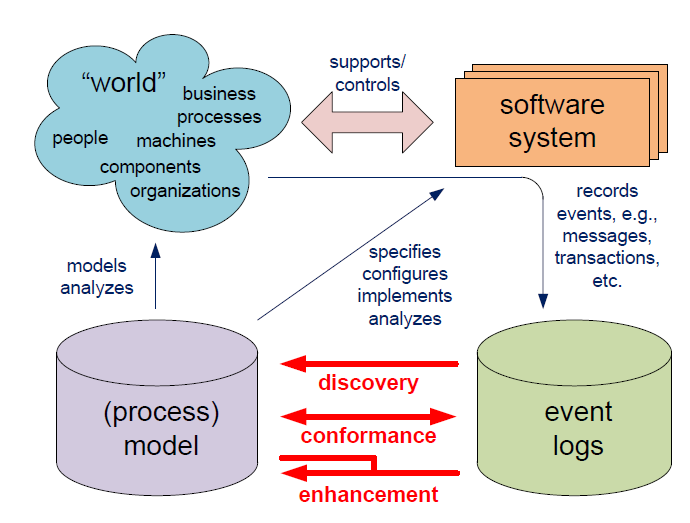 “world”
business
processes
people
machines
components
organizations
supports/
controls
software
system
records
events, e.g.,
messages,
transactions,
etc.
models
analyzes
specifies
configures
implements
analyzes
(process)
model
discovery
conformance
enhancement
event
logs